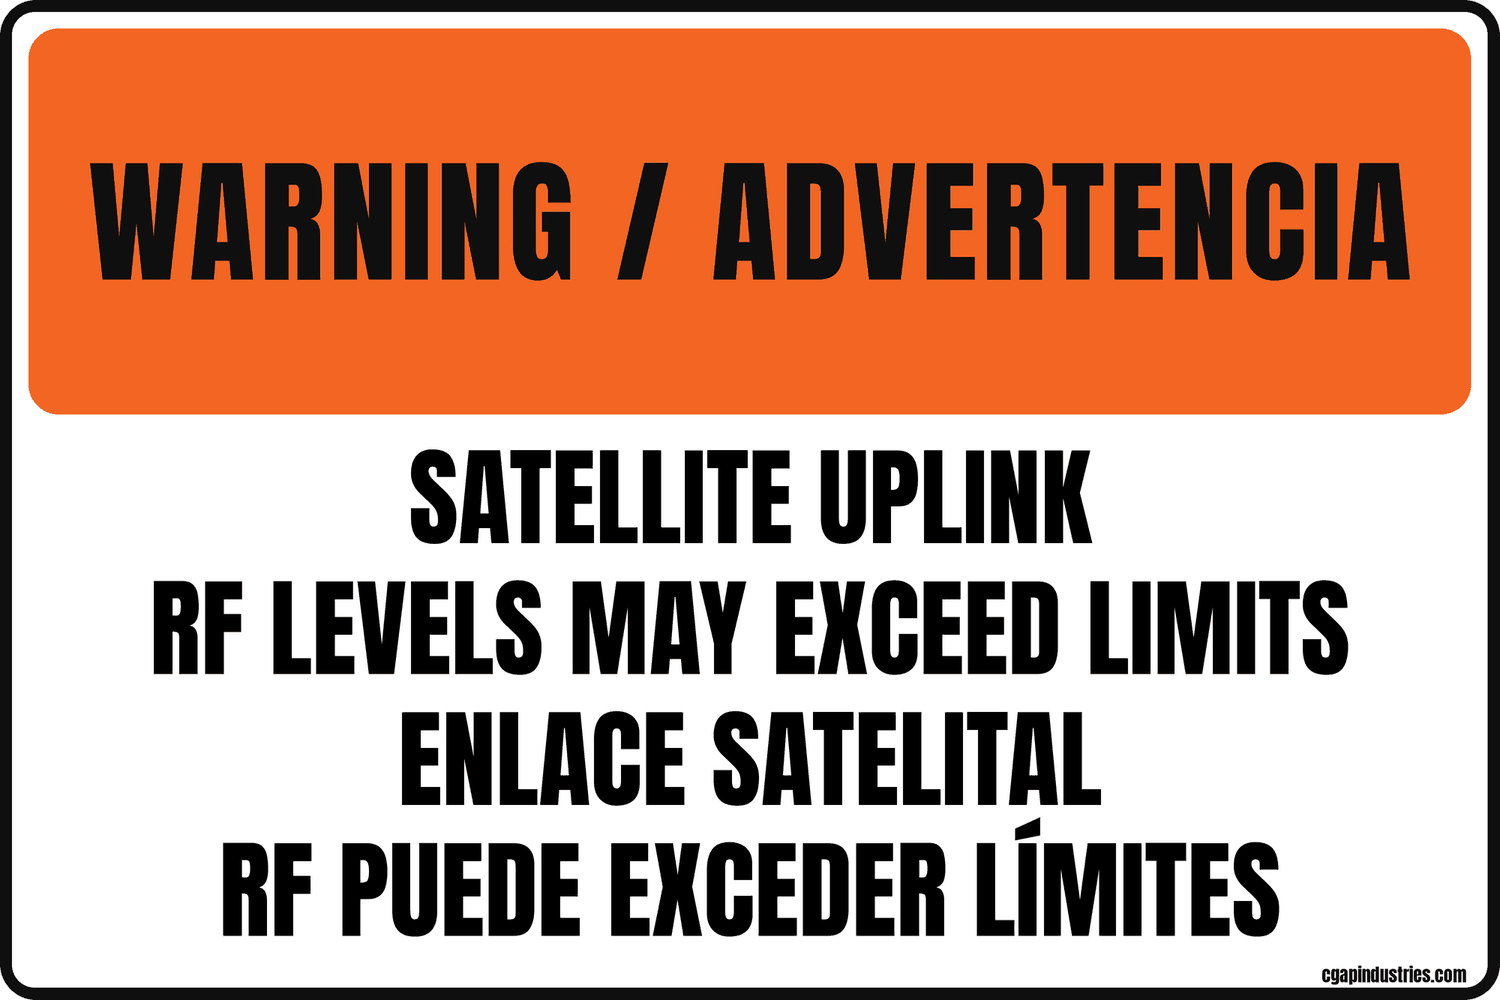 WARNING / ADVERTENCIA
SATELLITE UPLINK
RF LEVELS MAY EXCEED LIMITS
ENLACE SATELITAL
RF PUEDE EXCEDER LÍMITES
cgapindustries.com